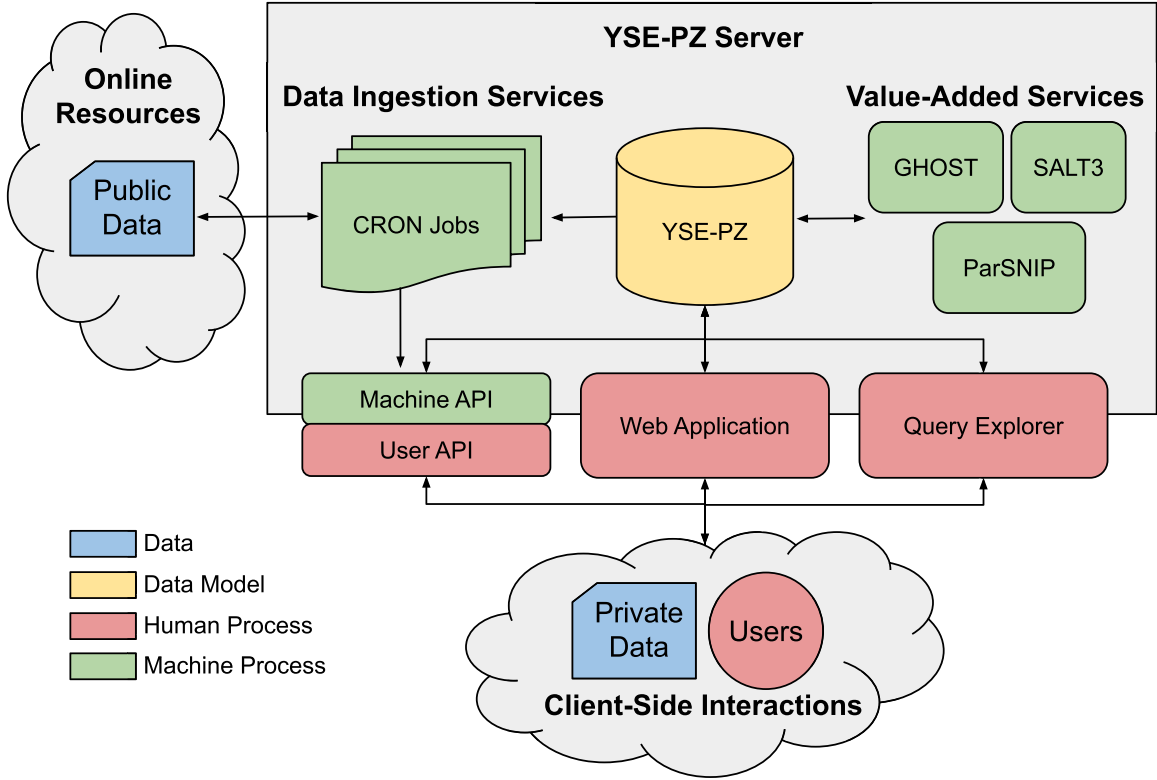 YSE-PZ Server
Online
Resources
Data Ingestion Services
Value-Added Services
Public
Data
CRON Jobs
YSE-PZ
GHOST
SALT3
ParSNIP
Machine API
User API
Web Application
Query Explorer
Data
Data Model
Human Process
Machine Process
Private
Data
Users
Client-Side Interactions